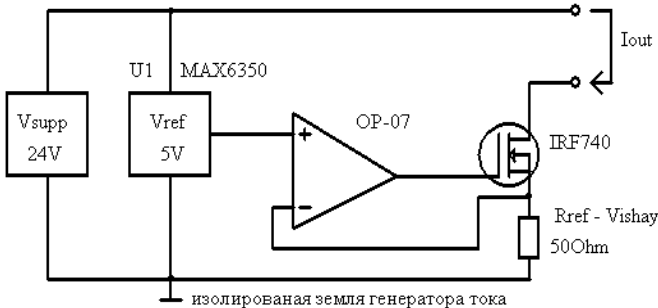 Iout
U1 MAX6350
Vsupp
24V
Vref
5V
OP-07
+
−
IRF740
Rref - Vishay
50Ohm
изолированая земля генератора тока